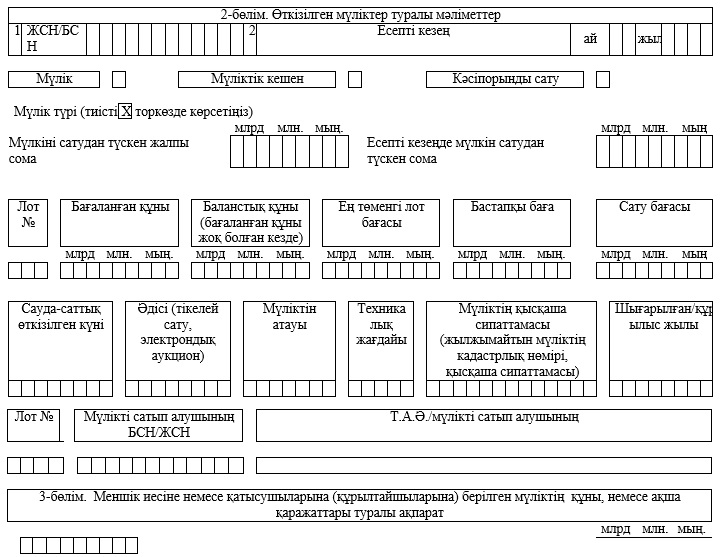 2-бөлім. Өткізілген мүліктер туралы мәліметтер
1 ЖСН/БС 2 Есепті кезең ай жыл
Н
Мүлік Мүліктік кешен Кәсіпорынды сату
Мүлік түрі (тиісті X торкөзде көрсетіңіз)
млрд млн. мың. млрд млн. мың.
Мүлкіні сатудан түскен жалпы Есепті кезеңде мүлкін сатудан
сома түскен сома
Лот Бағаланған құны Баланстық құны Ең төменгі лот Бастапқы баға Сату бағасы
№ (бағаланған құны бағасы
жоқ болған кезде)
млрд млн. мың. млрд млн. мың. млрд млн. мың. млрд млн. мың. млрд млн. мың.
Сауда-саттық Әдісі (тікелей Мүліктін Техника Мүліктің қысқаша Шығарылған/құр
өткізілген күні сату, атауы лық сипаттамасы ылыс жылы
электрондық жағдайы (жылжымайтын мүліктің
аукцион) кадастрлық нөмірі,
қысқаша сипаттамасы)
Лот № Мүлікті сатып алушының Т.А.Ә./мүлікті сатып алушының
БСН/ЖСН
3-бөлім. Меншік иесіне немесе қатысушыларына (құрылтайшыларына) берілген мүліктің құны, немесе ақша
қаражаттары туралы ақпарат
млрд млн. мың.